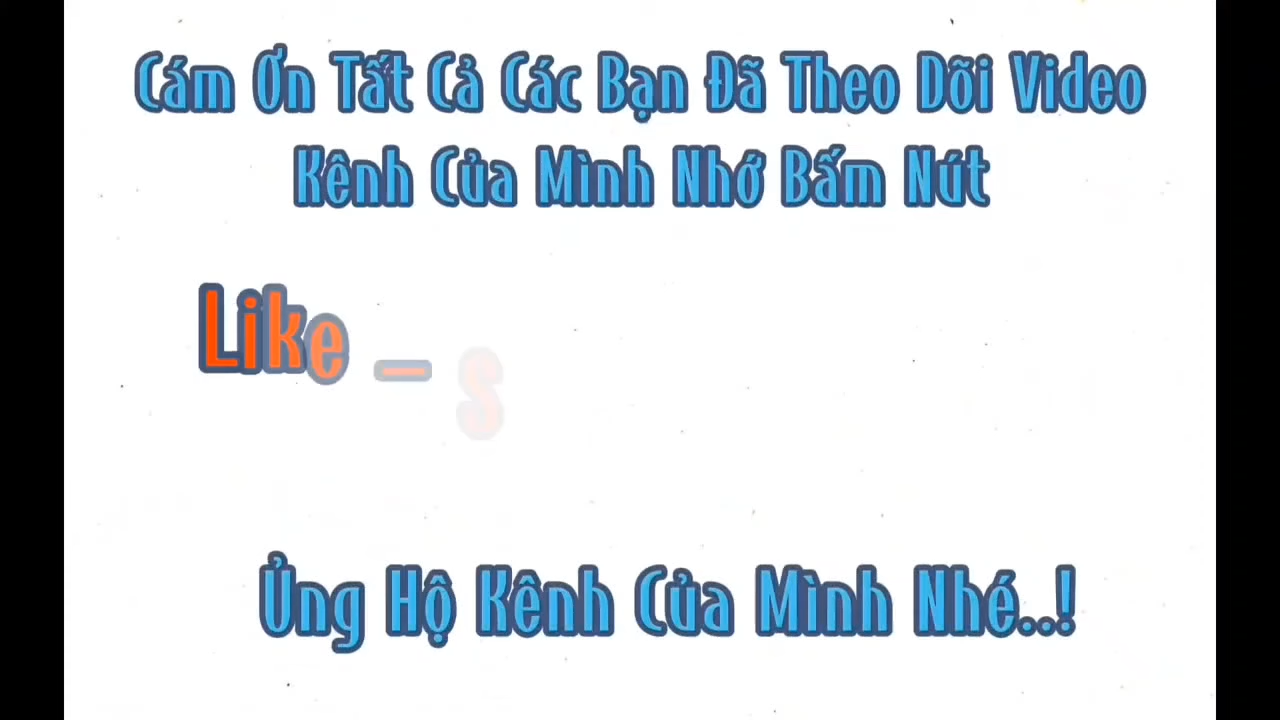 Cám Ơn Tất Cả Các Bạn Đã Theo Dõi Video
Kênh Của Mình Nhớ Bấm Nút
Like – S
Ủng Hộ Kênh Của Mình Nhé..!